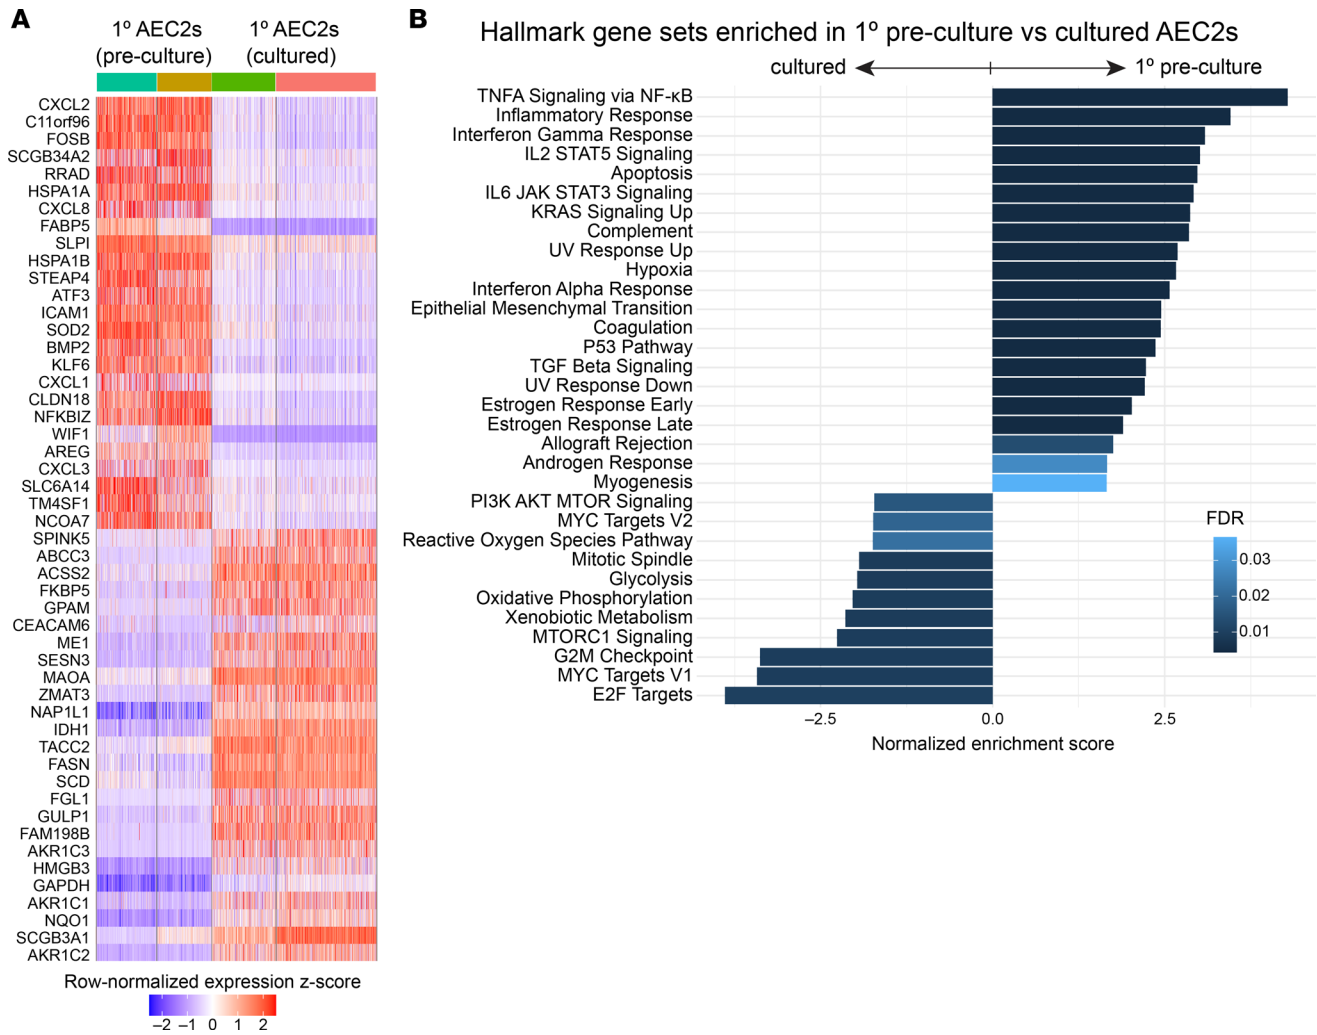 A
1º AEC2s
(pre-culture)
1º AEC2s
(cultured)
CXCL2
C11orf96
FOSB
SCGB34A2
RRAD
HSPA1A
CXCL8
FABP5
SLPI
HSPA1B
STEAP4
ATF3
ICAM1
SOD2
BMP2
KLF6
CXCL1
CLDN18
NFKBIZ
WIF1
AREG
CXCL3
SLC6A14
TM4SF1
NCOA7
SPINK5
ABCC3
ACSS2
FKBP5
GPAM
CEACAM6
ME1
SESN3
MAOA
ZMAT3
NAP1L1
IDH1
TACC2
FASN
SCD
FGL1
GULP1
FAM198B
AKR1C3
HMGB3
GAPDH
AKR1C1
NQO1
SCGB3A1
AKR1C2
Row-normalized expression z-score
−2 −1 0 1 2
B
Hallmark gene sets enriched in 1º pre-culture vs cultured AEC2s
cultured 1º pre-culture
TNFA Signaling via NF-κB
Inflammatory Response
Interferon Gamma Response
IL2 STAT5 Signaling
Apoptosis
IL6 JAK STAT3 Signaling
KRAS Signaling Up
Complement
UV Response Up
Hypoxia
Interferon Alpha Response
Epithelial Mesenchymal Transition
Coagulation
P53 Pathway
TGF Beta Signaling
UV Response Down
Estrogen Response Early
Estrogen Response Late
Allograft Rejection
Androgen Response
Myogenesis
PI3K AKT MTOR Signaling
MYC Targets V2
Reactive Oxygen Species Pathway
Mitotic Spindle
Glycolysis
Oxidative Phosphorylation
Xenobiotic Metabolism
MTORC1 Signaling
G2M Checkpoint
MYC Targets V1
E2F Targets
−2.5 0.0 2.5
Normalized enrichment score
FDR
0.03
0.02
0.01